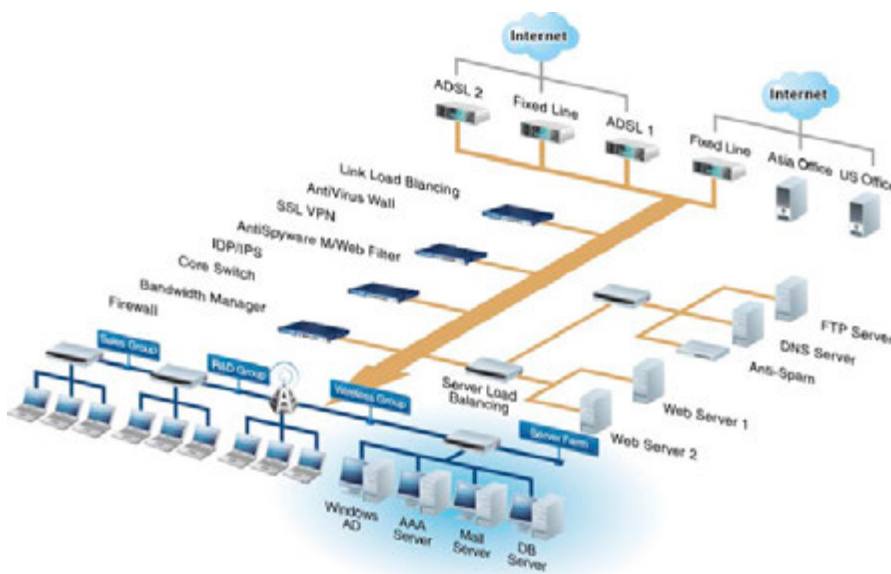 Internet
ADSL 2
Fixed Line
ADSL 1
Internet
Fixed Line
Asia Office
US Office
Link Load Blancing
AntiVirus Wall
SSL VPN
AntiSpyware M/Web Filter
IDP/IPS
Core Switch
Bandwidth Manager
Firewall
FTP Server
DNS Server
Anti-Spam
Server Load
Balancing
Web Server 1
Web Server 2
Sales Group
R&D Group
Wireless Group
Server Farm
Windows
AD
AAA
Server
Mail
Server
DB
Server